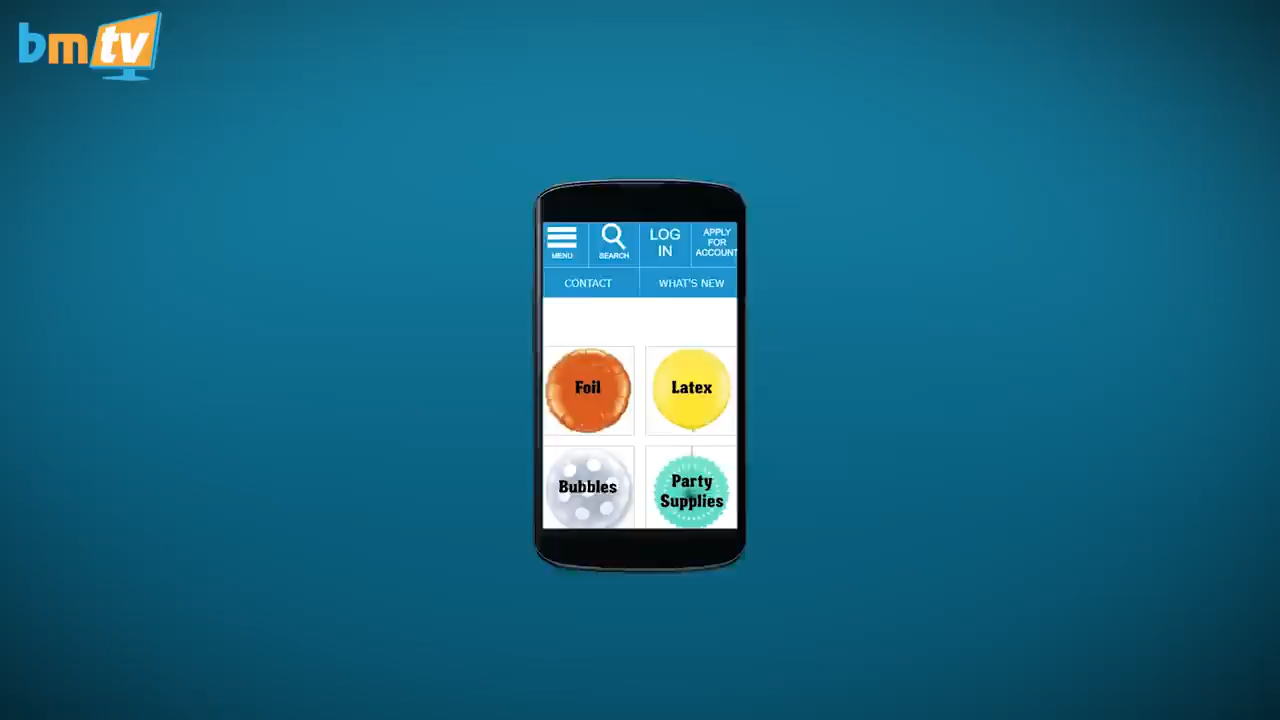 bmtv
MENU
SEARCH
LOG
IN
APPLY
FOR
ACCOUNT
CONTACT
WHAT'S NEW
Foil
Latex
Bubbles
Party
Supplies